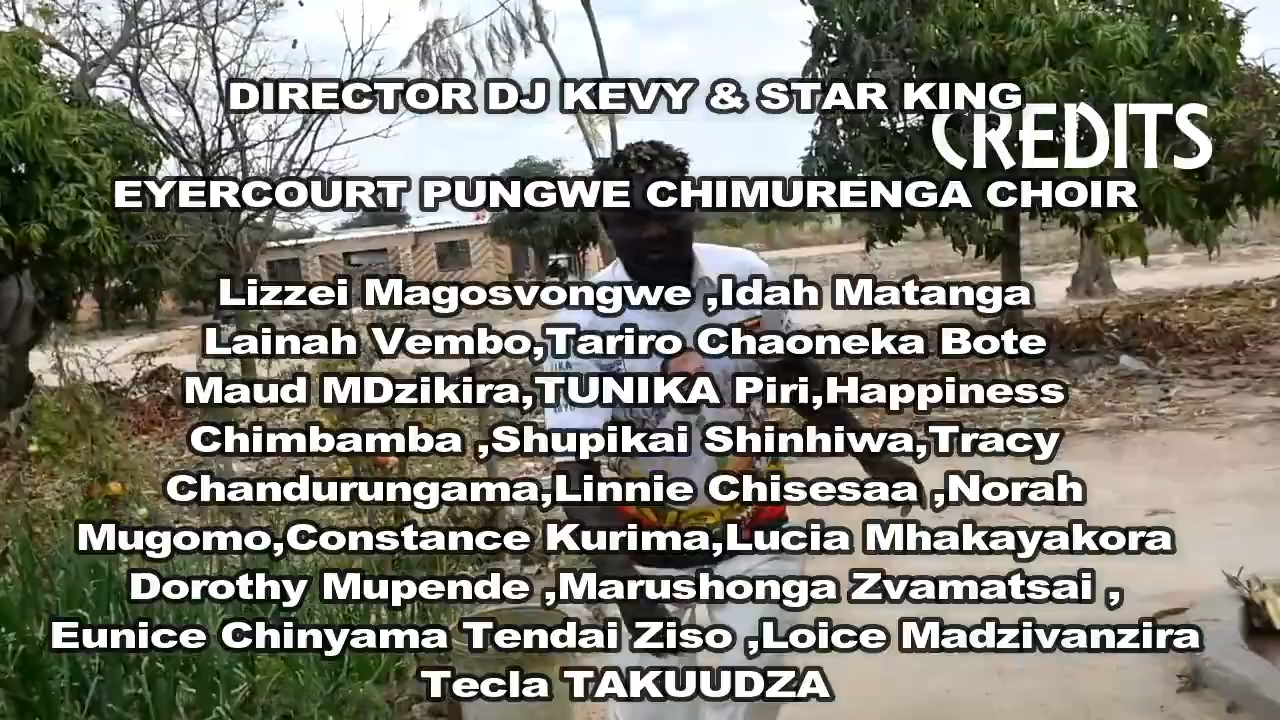 DIRECTOR DJ KEVY & STAR KING
CREDITS
EYERCOURT PUNGWE CHIMURENGA CHOIR
Lizzei Magosvongwe ,Idah Matanga
Lainah Vembo,Tariro Chaoneka Bote
Maud MDzikira,TUNIKA Piri,Happiness
Chimbamba ,Shupikai Shinhiwa,Tracy
Chandurungama,Linnie Chisesaa ,Norah
Mugomo,Constance Kurima,Lucia Mhakayakora
Dorothy Mupende ,Marushonga Zvamatsai ,
Eunice Chinyama Tendai Ziso ,Loice Madzivanzira
Tecla TAKUUDZA